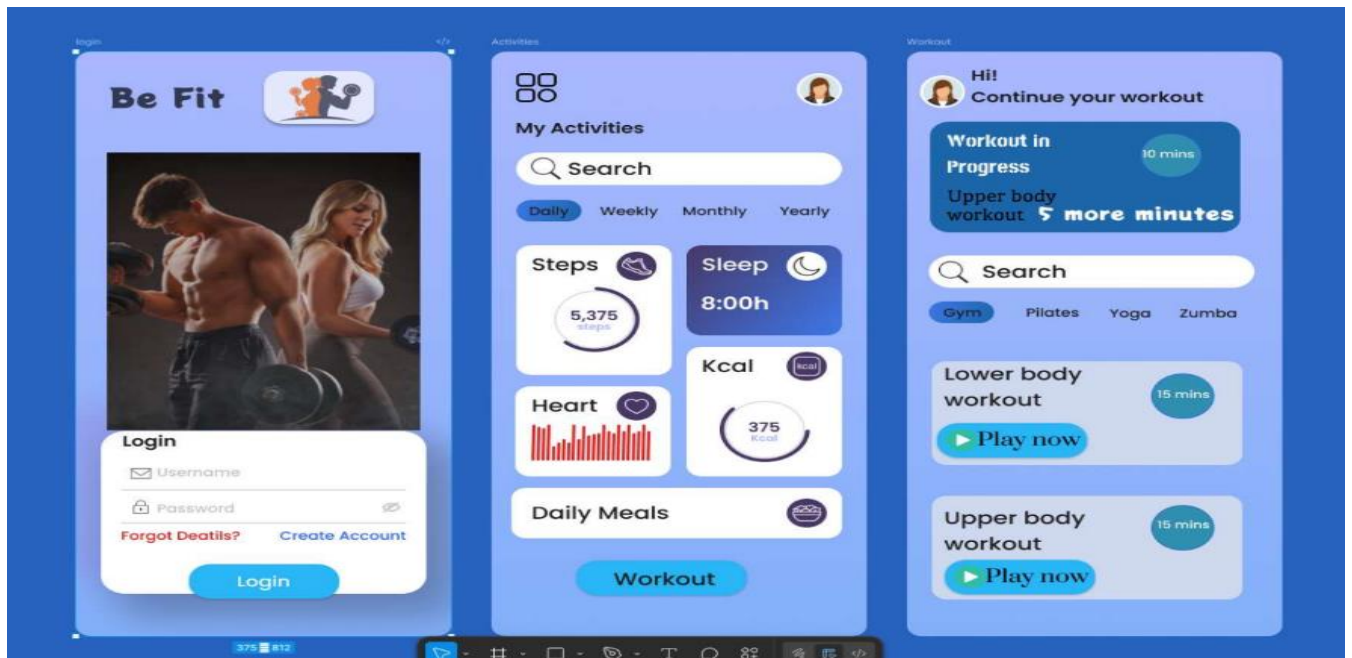 login
</>
Be Fit
Login
Username
Password
Forgot Deatils?
Create Account
Login
375
812
Activities
My Activities
Search
Daily Weekly Monthly Yearly
Steps
5,375
steps
Sleep
8:00h
Kcal
kcal
375
Kcal
Heart
Daily Meals
Workout
Workout
Hi!
Continue your workout
Workout in
Progress
10 mins
Upper body
workout 5 more minutes
Search
Gym Pilates Yoga Zumba
Lower body
workout
15 mins
Play now
Upper body
workout
15 mins
Play now